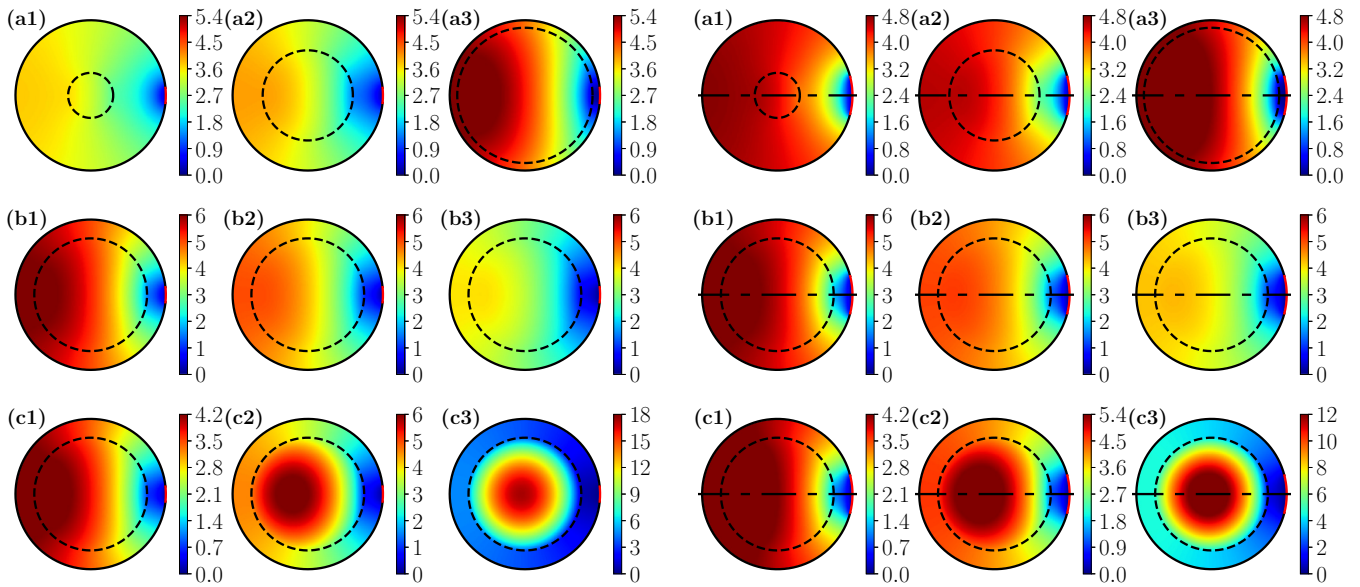 (a1) 5.4 4.5 3.6 2.7 1.8 0.9 0.0
(a2) 5.4 4.5 3.6 2.7 1.8 0.9 0.0
(a3) 5.4 4.5 3.6 2.7 1.8 0.9 0.0
(a1) 4.8 4.0 3.2 2.4 1.6 0.8 0.0
(a2) 4.8 4.0 3.2 2.4 1.6 0.8 0.0
(a3) 4.8 4.0 3.2 2.4 1.6 0.8 0.0
(b1) 6 5 4 3 2 1 0
(b2) 6 5 4 3 2 1 0
(b3) 6 5 4 3 2 1 0
(b1) 6 5 4 3 2 1 0
(b2) 6 5 4 3 2 1 0
(b3) 6 5 4 3 2 1 0
(c1) 4.2 3.5 2.8 2.1 1.4 0.7 0.0
(c2) 6 5 4 3 2 1 0
(c3) 18 15 12 9 6 3 0
(c1) 4.2 3.5 2.8 2.1 1.4 0.7 0.0
(c2) 5.4 4.5 3.6 2.7 1.8 0.9 0.0
(c3) 12 10 8 6 4 2 0